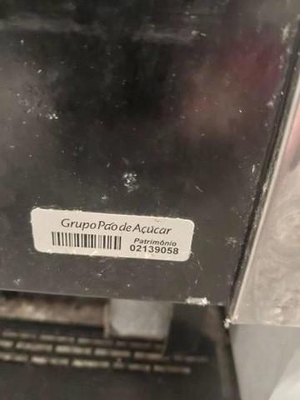 Grupo Pão de Açúcar
Patrimônio
02139058